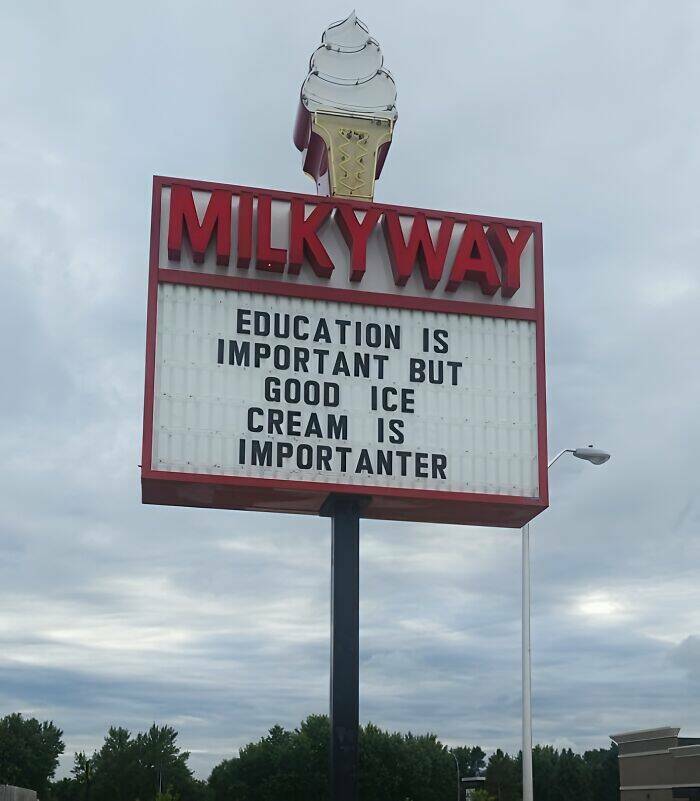 MILKYWAY
EDUCATION IS
IMPORTANT BUT
GOOD ICE
CREAM IS
IMPORTANTER